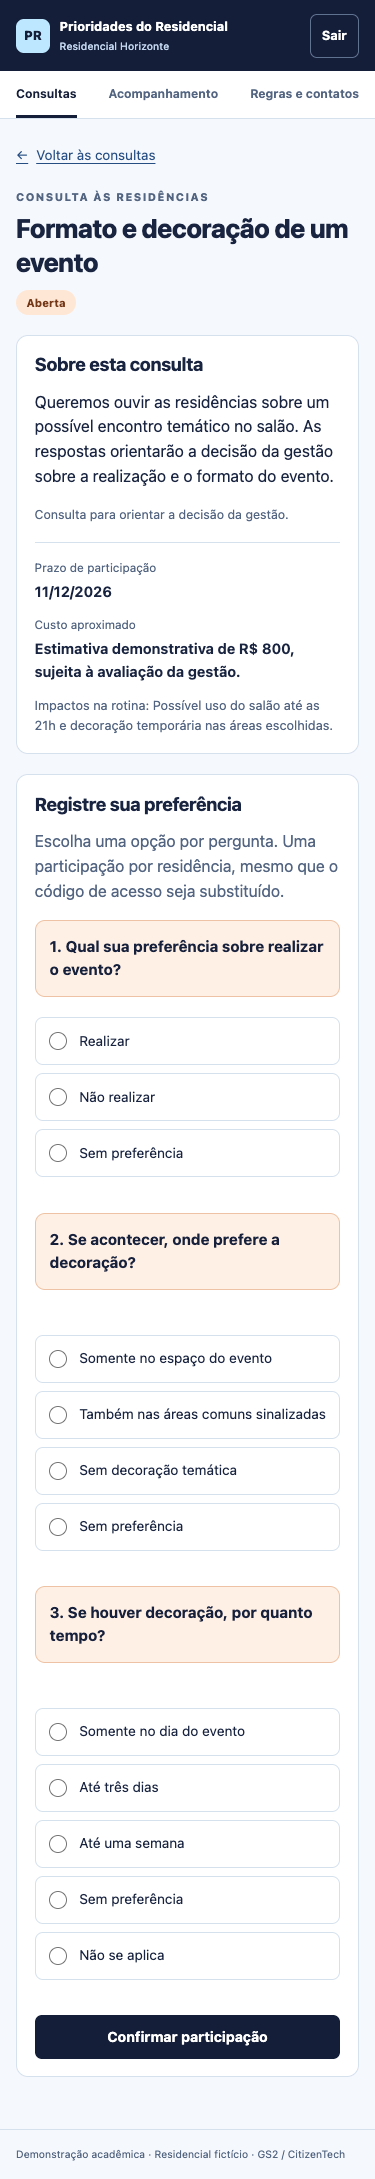 PR
Prioridades do Residencial
Residencial Horizonte
Sair
Consultas
Acompanhamento
Regras e contatos
← Voltar às consultas
CONSULTA ÀS RESIDÊNCIAS
Formato e decoração de um
evento
Aberta
Sobre esta consulta
Queremos ouvir as residências sobre um
possível encontro temático no salão. As
respostas orientarão a decisão da gestão
sobre a realização e o formato do evento.
Consulta para orientar a decisão da gestão.
Prazo de participação
11/12/2026
Custo aproximado
Estimativa demonstrativa de R$ 800,
sujeita à avaliação da gestão.
Impactos na rotina: Possível uso do salão até as
21h e decoração temporária nas áreas escolhidas.
Registre sua preferência
Escolha uma opção por pergunta. Uma
participação por residência, mesmo que o
código de acesso seja substituído.
1. Qual sua preferência sobre realizar
o evento?
Realizar
Não realizar
Sem preferência
2. Se acontecer, onde prefere a
decoração?
Somente no espaço do evento
Também nas áreas comuns sinalizadas
Sem decoração temática
Sem preferência
3. Se houver decoração, por quanto
tempo?
Somente no dia do evento
Até três dias
Até uma semana
Sem preferência
Não se aplica
Confirmar participação
Demonstração acadêmica · Residencial fictício · GS2 / CitizenTech